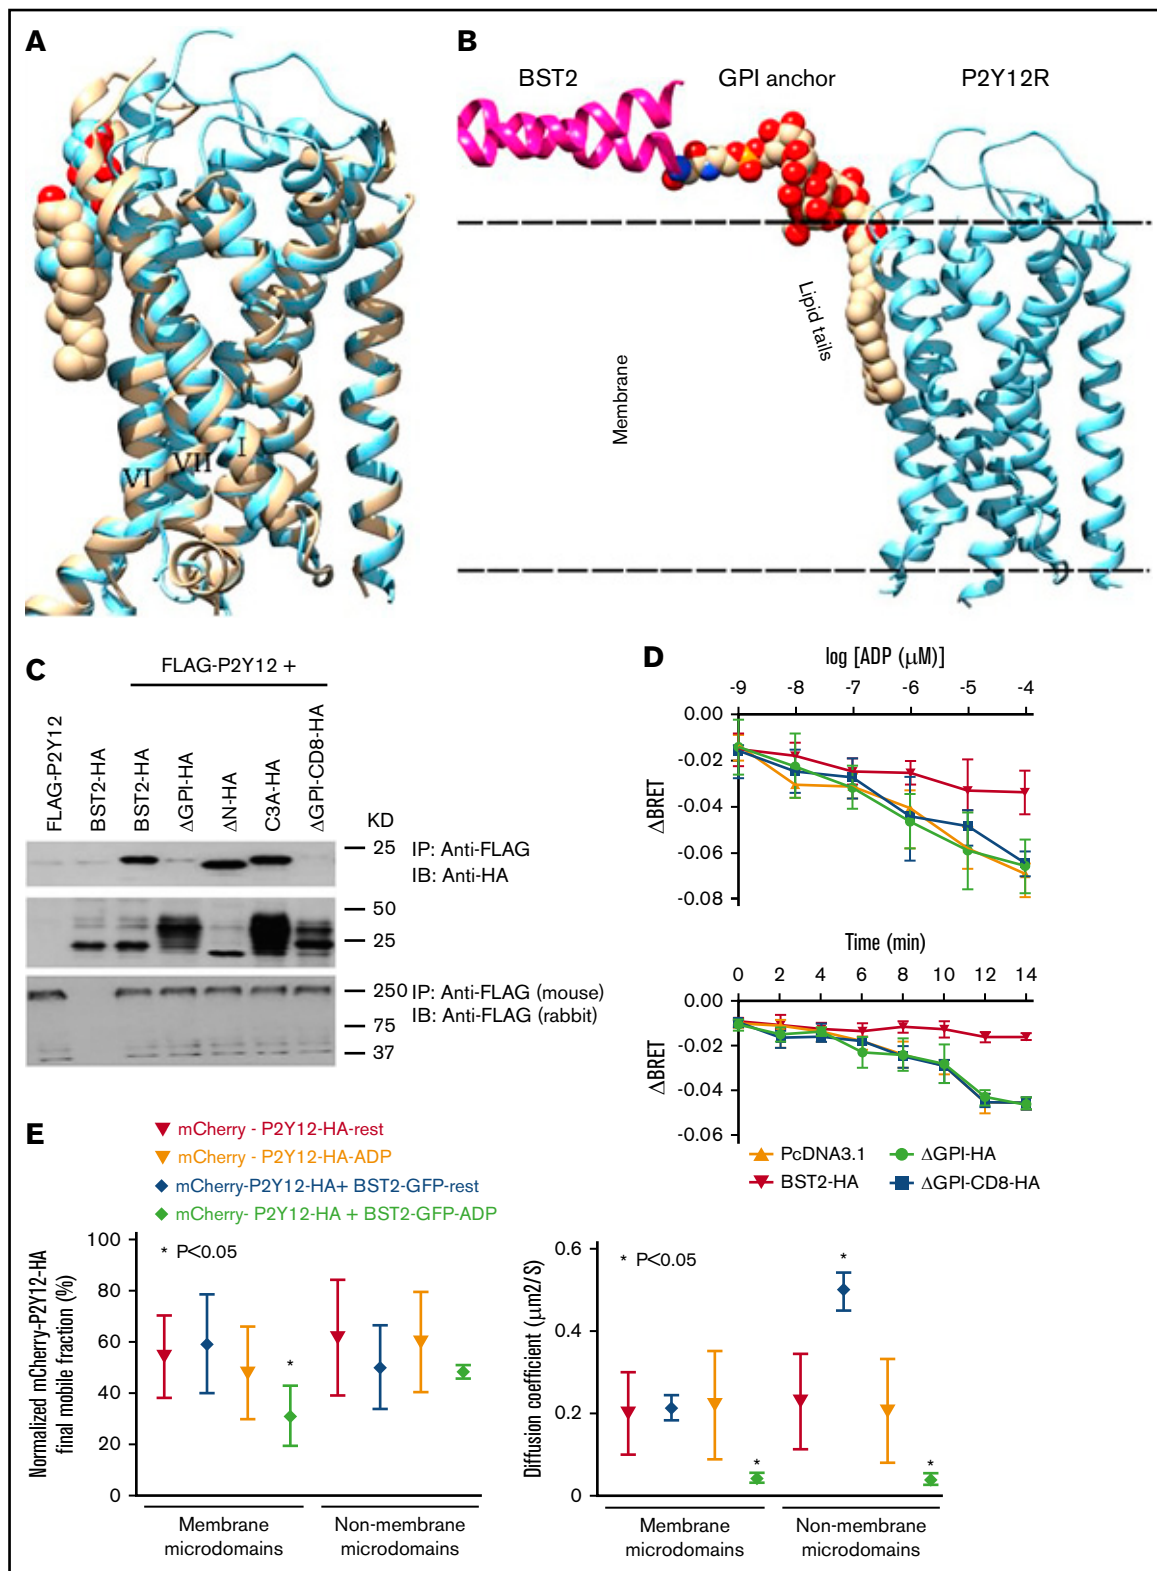 A
VI
VII
I
B
BST2
GPI anchor
P2Y12R
Lipid tails
Membrane
C
FLAG-P2Y12 +
FLAG-P2Y12
BST2-HA
BST2-HA
ΔGPI-HA
ΔN-HA
C3A-HA
ΔGPI-CD8-HA
KD
25
IP: Anti-FLAG
IB: Anti-HA
50
25
250
IP: Anti-FLAG (mouse)
IB: Anti-FLAG (rabbit)
75
37
D
log [ADP (μM)]
-9 -8 -7 -6 -5 -4
0.00
-0.02
-0.04
-0.06
-0.08
ΔBRET
Time (min)
0 2 4 6 8 10 12 14
-0.00
-0.02
-0.04
-0.06
ΔBRET
PcDNA3.1
ΔGPI-HA
BST2-HA
ΔGPI-CD8-HA
E
mCherry - P2Y12-HA-rest
mCherry - P2Y12-HA-ADP
mCherry-P2Y12-HA+ BST2-GFP-rest
mCherry- P2Y12-HA + BST2-GFP-ADP
Normalized mCherry-P2Y12-HA
final mobile fraction (%)
100
80
60
40
20
0
* P<0.05
*
Membrane
microdomains
Non-membrane
microdomains
Diffusion coefficient (μm2/S)
0.6
0.4
0.2
0
* P<0.05
*
*
*
Membrane
microdomains
Non-membrane
microdomains